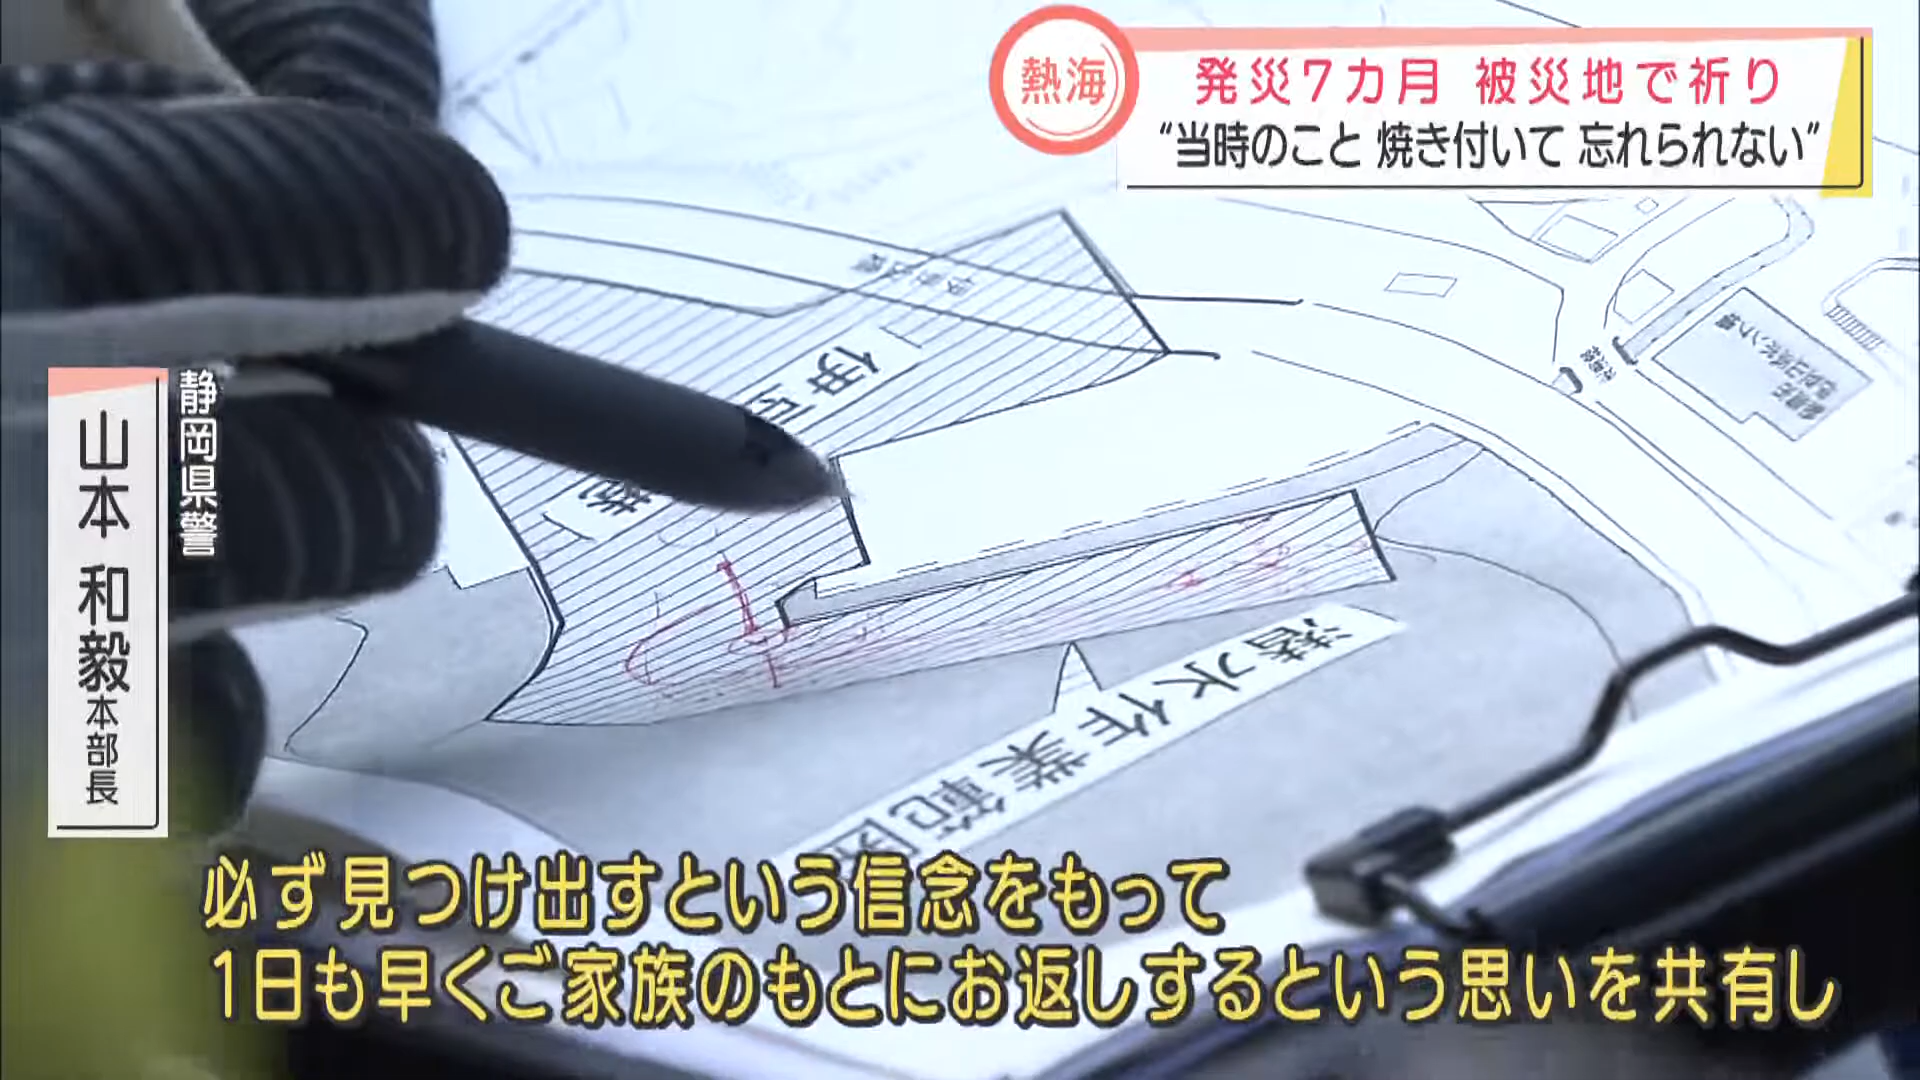 熱海
発災7カ月 被災地で祈り
“当時のこと 焼き付いて 忘れられない”
静岡県警
山本 和毅本部長
伊豆
潜水作業範囲
必ず見つけ出すという信念をもって
1日も早くご家族のもとにお返しするという思いを共有し